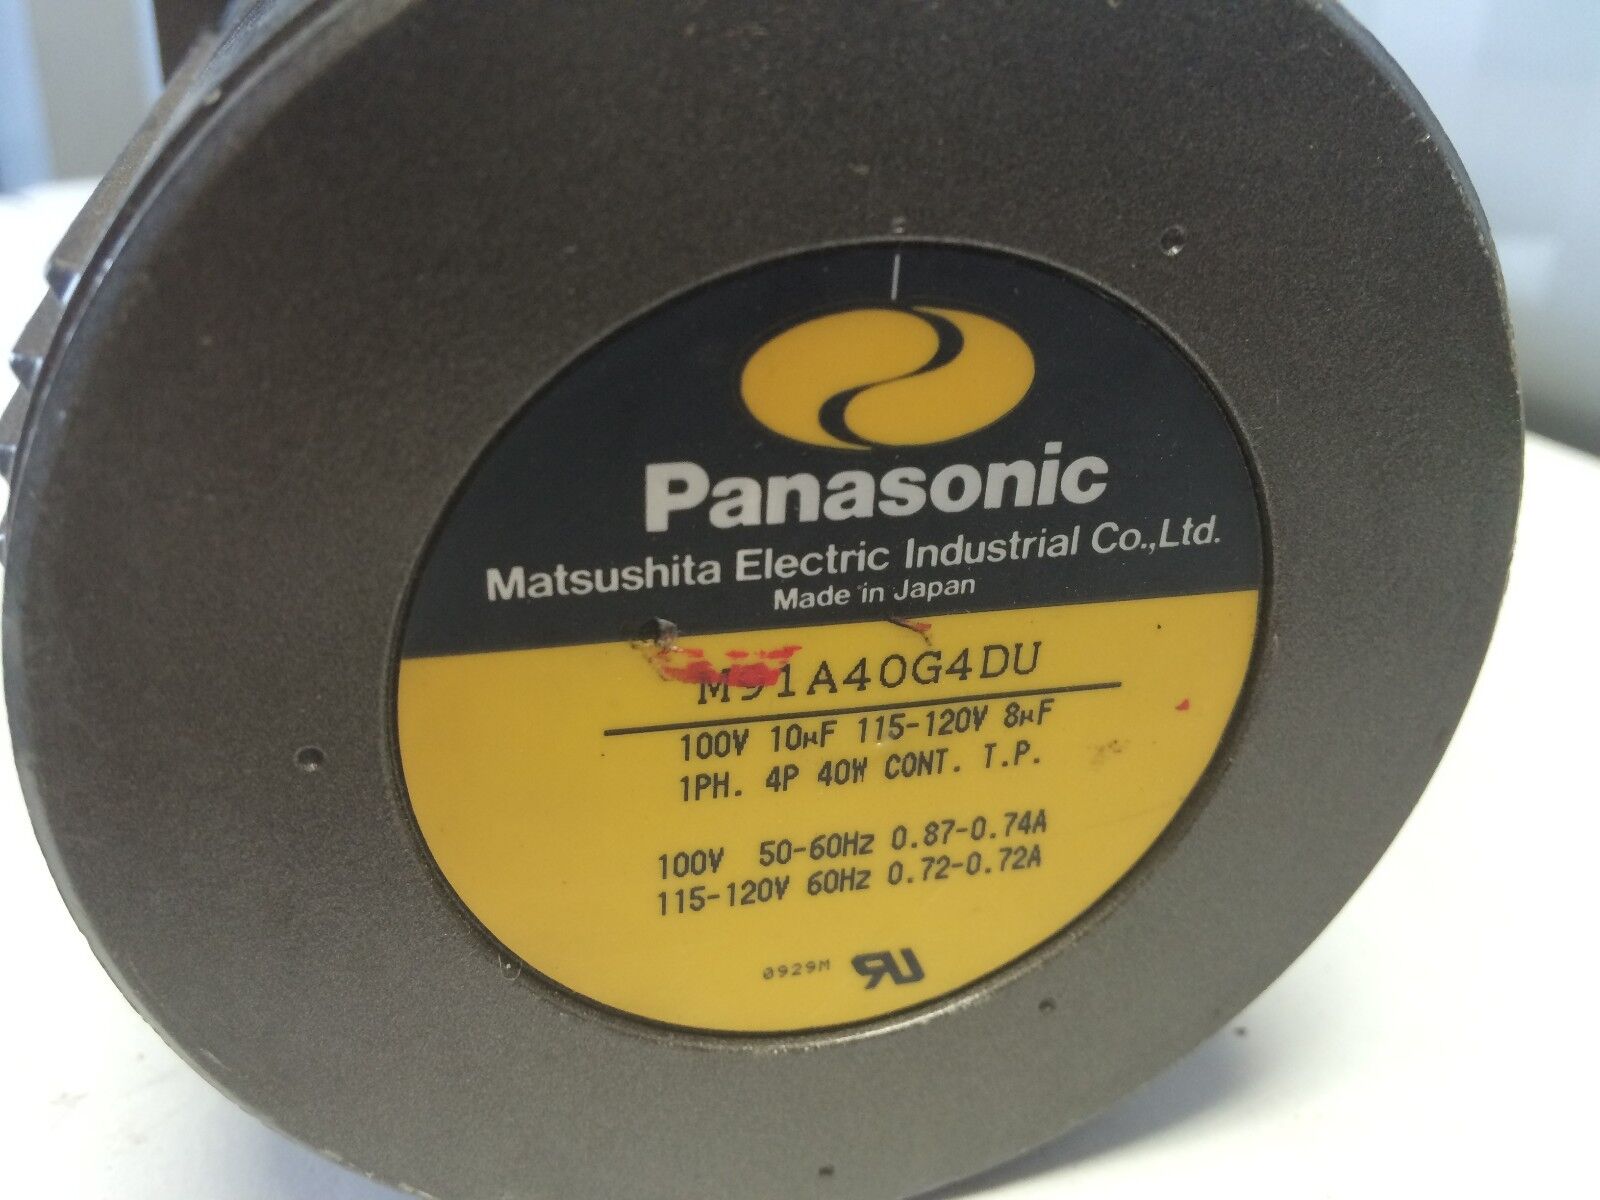 Panasonic
Matsushita Electric Industrial Co.,Ltd.
Made in Japan
M91A40G4DU
100V 10μF 115-120V 8μF
1PH. 4P 40W CONT. T.P.
100V 50-60Hz 0.87-0.74A
115-120V 60Hz 0.72-0.72A
0929M RU